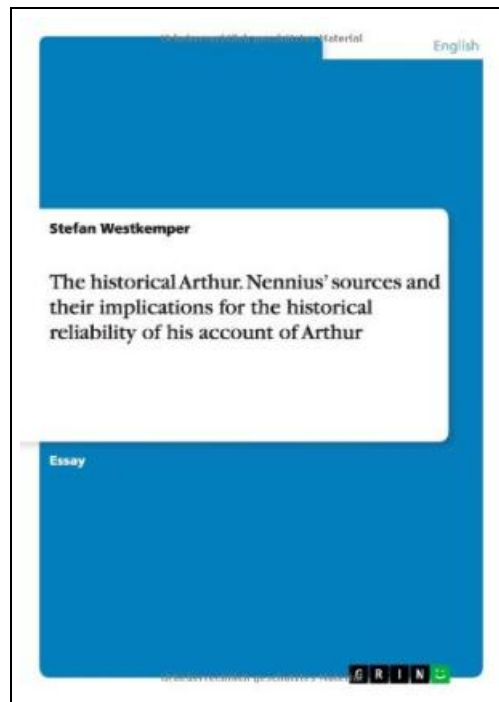 English
Stefan Westkemper
The historical Arthur. Nennius’ sources and
their implications for the historical
reliability of his account of Arthur
Essay
GRIN